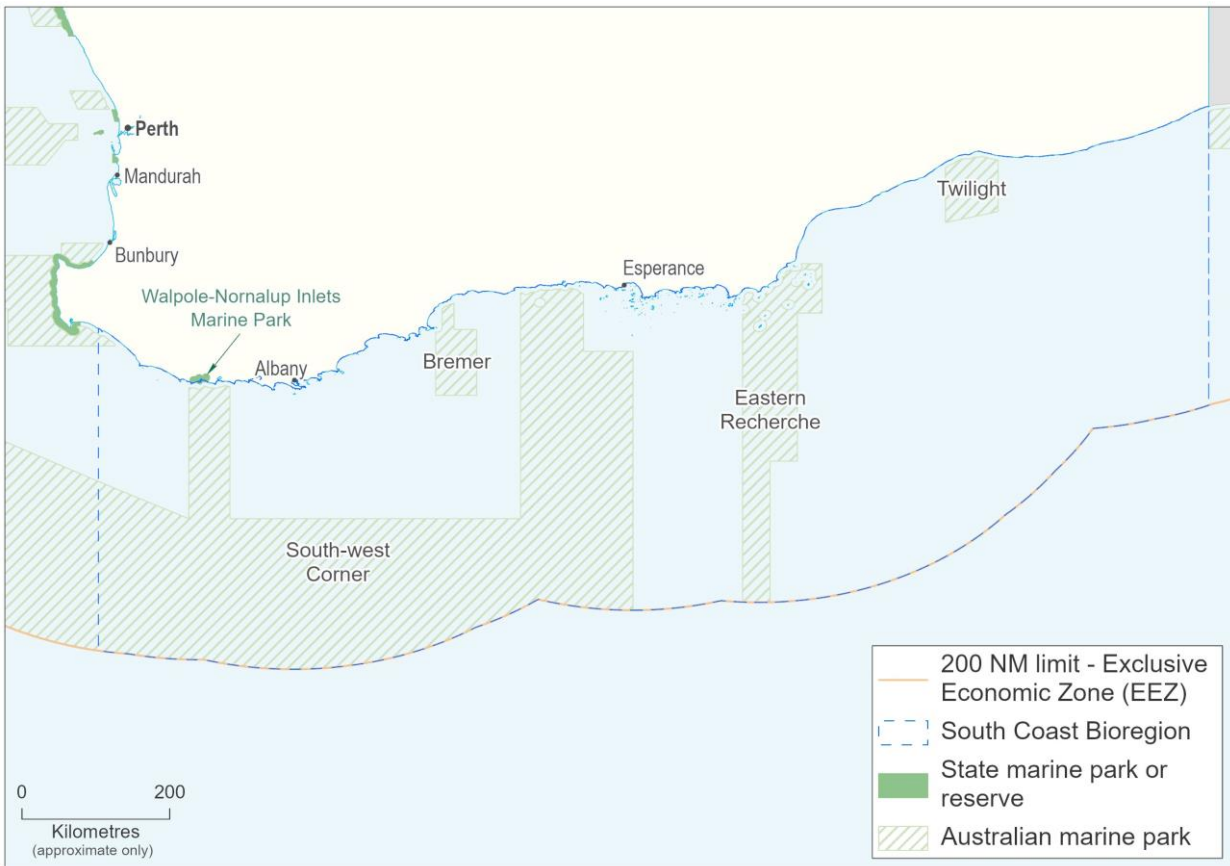 Perth
Mandurah
Bunbury
Walpole-Nornalup Inlets
Marine Park
Albany
Bremer
Esperance
Twilight
Eastern
Recherche
South-west
Corner
200 NM limit - Exclusive
Economic Zone (EEZ)
South Coast Bioregion
State marine park or
reserve
Australian marine park
0 200
Kilometres
(approximate only)